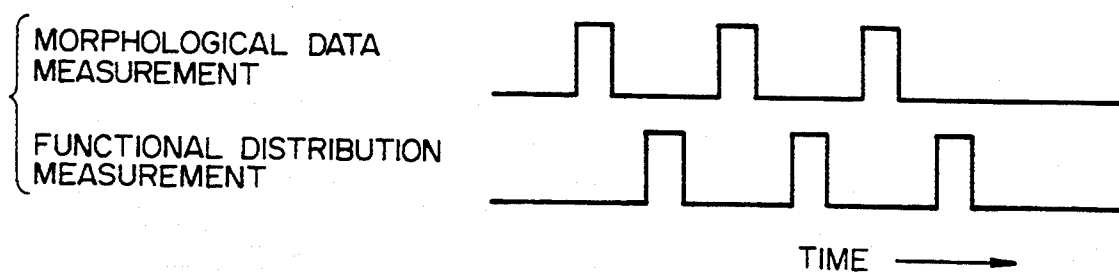 MORPHOLOGICAL DATA
MEASUREMENT
FUNCTIONAL DISTRIBUTION
MEASUREMENT
TIME